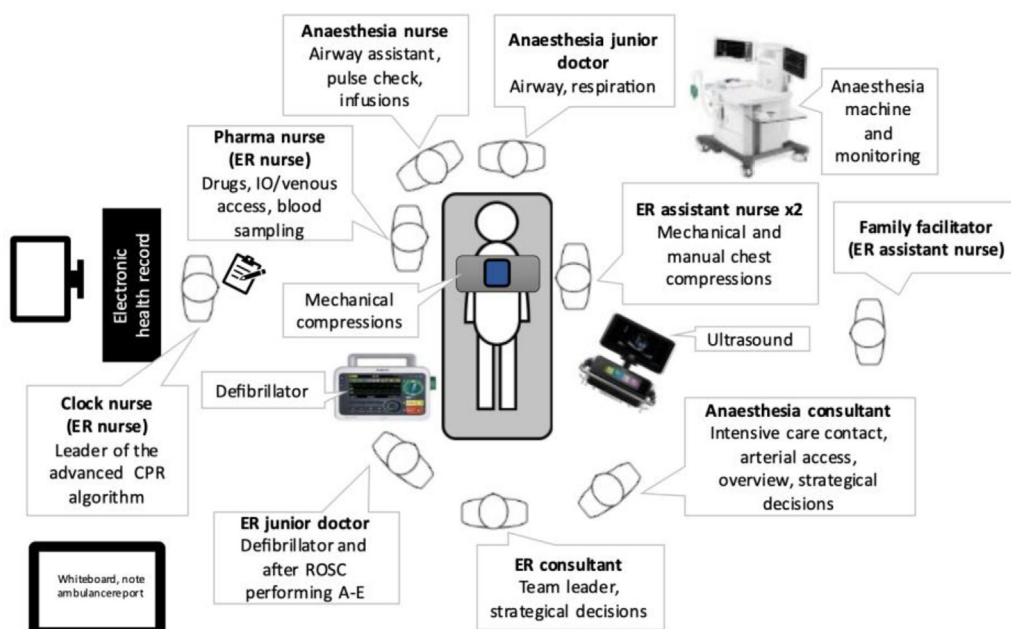 Anaesthesia nurse
Airway assistant,
pulse check,
infusions
Anaesthesia junior
doctor
Airway, respiration
Anaesthesia
machine
and
monitoring
Pharma nurse
(ER nurse)
Drugs, IO/venous
access, blood
sampling
ER assistant nurse x2
Mechanical and
manual chest
compressions
Family facilitator
(ER assistant nurse)
Electronic
health record
Mechanical
compressions
Ultrasound
Defibrillator
Clock nurse
(ER nurse)
Leader of the
advanced CPR
algorithm
Anaesthesia consultant
Intensive care contact,
arterial access,
overview, strategical
decisions
ER junior doctor
Defibrillator and
after ROSC
performing A-E
ER consultant
Team leader,
strategical decisions
Whiteboard, note
ambulancereport